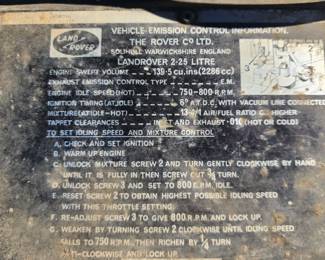 VEHICLE EMISSION CONTROL INFORMATION.
THE ROVER CO LTD.
LAND
ROVER
SOLIHULL WARWICKSHIRE ENGLAND
LANDROVER 2·25 LITRE
ENGINE SWEPT VOLUME 139·5 cu.ins (2286 cc)
EXHAUST EMISSION CONTROL TYPE E.M.
ENGINE IDLE SPEED (HOT) 750-800 R.P.M.
IGNITION TIMING (AT IDLE) 6° A.T.D.C. WITH VACUUM LINE CONNECTED
MIXTURE (AT IDLE-HOT) AIR/FUEL RATIO OR HIGHER
TAPPET CLEARANCES INLET AND EXHAUST ·010 (HOT OR COLD)
TO SET IDLING SPEED AND MIXTURE CONTROL
A. CHECK AND SET IGNITION
B. WARM UP ENGINE
C. UNLOCK MIXTURE SCREW 2 AND TURN GENTLY CLOCKWISE BY HAND
UNTIL IT IS FULLY IN THEN SCREW OUT TURN.
D. UNLOCK SCREW 3 AND SET TO 800 R.P.M. IDLE.
E. RESET SCREW 2 TO OBTAIN HIGHEST POSSIBLE IDLING SPEED
WITH THIS THROTTLE SETTING.
F. RE-ADJUST SCREW 3 TO GIVE 800 R.P.M. AND LOCK UP.
G. WEAKEN BY TURNING SCREW 2 CLOCKWISE UNTIL IDLING SPEED
FALLS TO 750 R.P.M. THEN RICHEN BY 1/4 TURN
ANTI-CLOCKWISE AND LOCK UP